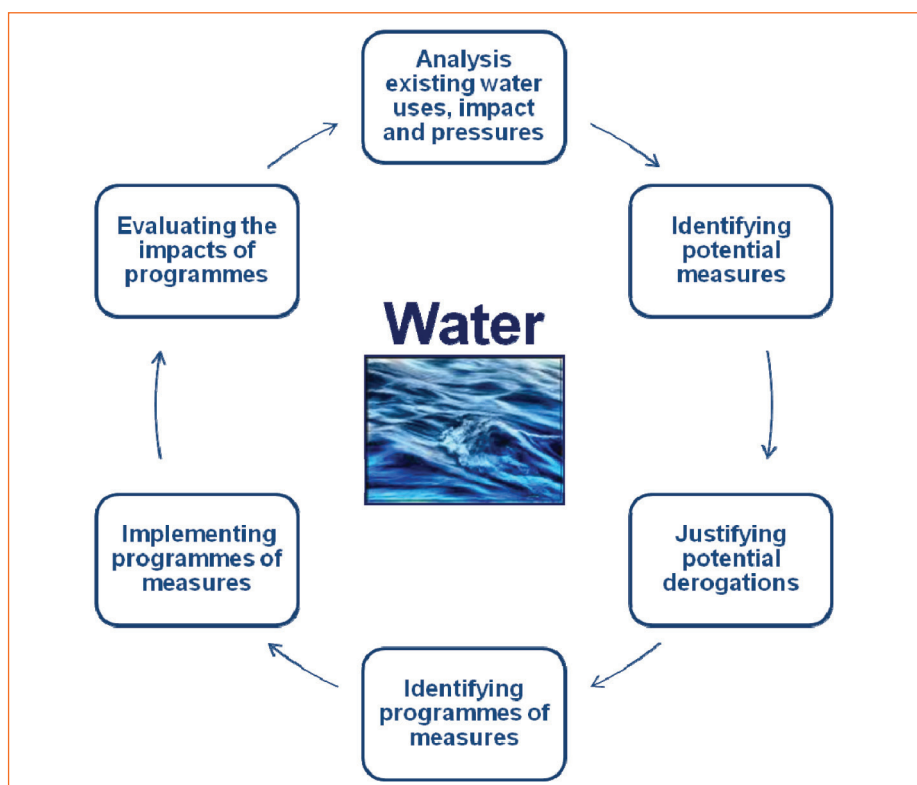 Analysis
existing water
uses, impact
and pressures
Identifying
potential
measures
Justifying
potential
derogations
Identifying
programmes of
measures
Implementing
programmes of
measures
Evaluating the
impacts of
programmes
Water